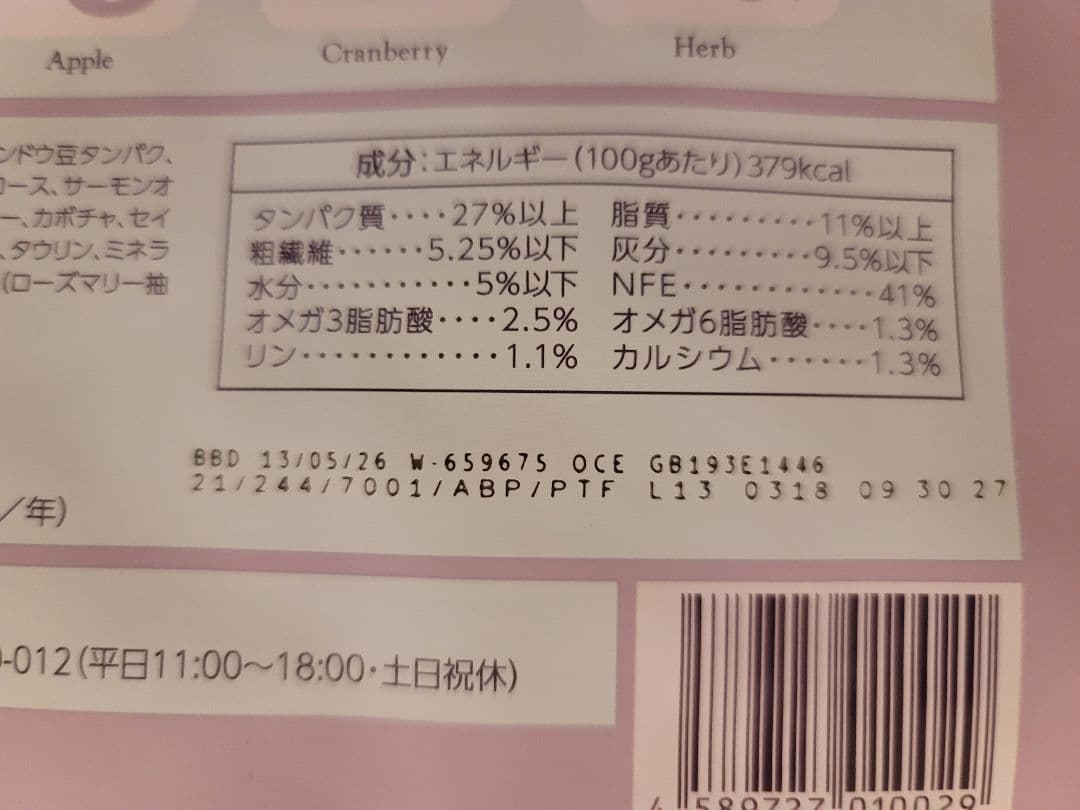 Apple
Cranberry
Herb
ンドウ豆タンパク、
ロース、サーモンオ
ー、カボチャ、セイ
、タウリン、ミネラ
(ローズマリー抽
成分:エネルギー(100gあたり)379kcal
タンパク質‥‥27%以上 脂質‥‥‥‥‥11%以上
粗繊維‥‥‥5.25%以下 灰分‥‥‥‥‥9.5%以下
水分‥‥‥‥‥・5%以下 NFE‥‥‥‥‥‥41%
オメガ3脂肪酸‥‥2.5% オメガ6脂肪酸‥‥1.3%
リン‥‥‥‥‥‥1.1% カルシウム‥‥‥1.3%
BBD 13/05/26 W-659675 OCE GB193E1446
21/244/7001/ABP/PTF L13 0318 09 30 27
/年)
-012(平日11:00～18:00・土日祝休)
4 589727 010029